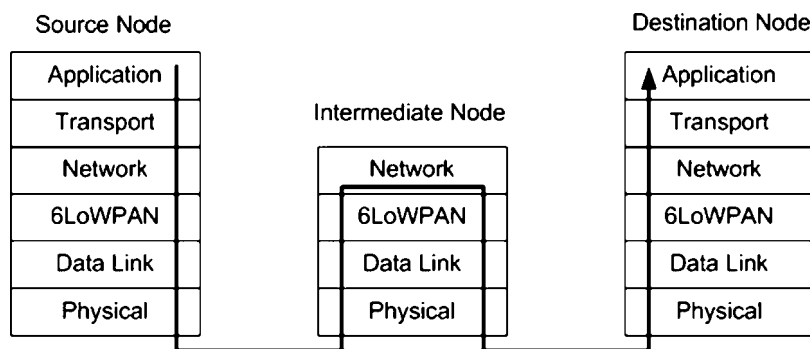 Source Node
Application
Transport
Network
6LoWPAN
Data Link
Physical
Intermediate Node
Network
6LoWPAN
Data Link
Physical
Destination Node
Application
Transport
Network
6LoWPAN
Data Link
Physical